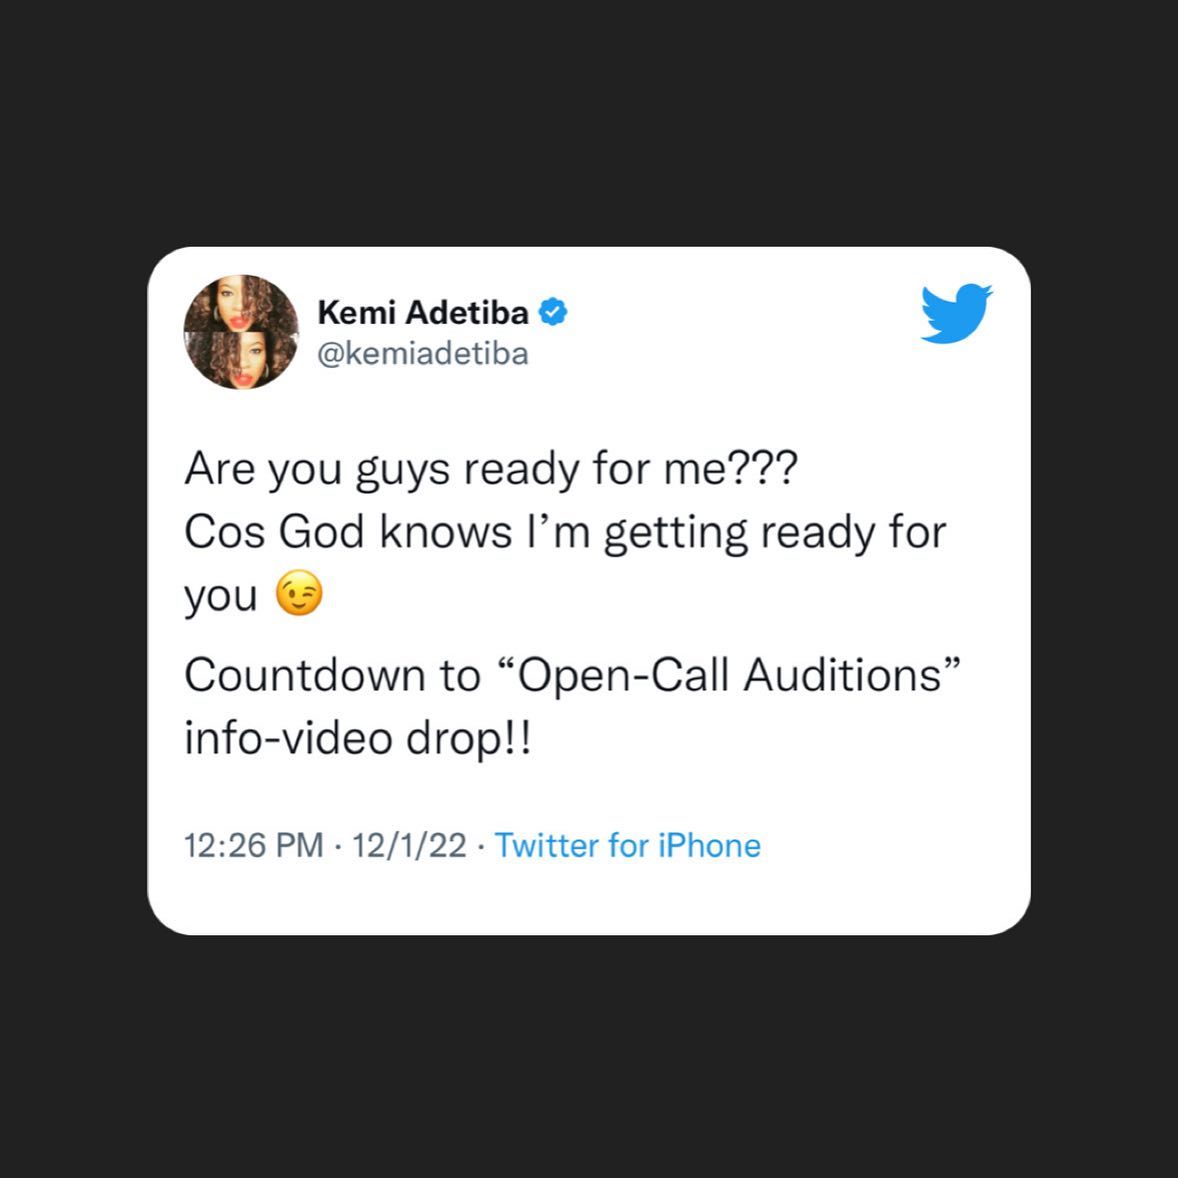 Kemi Adetiba
@kemiadetiba
Are you guys ready for me???
Cos God knows I’m getting ready for
you 😉
Countdown to “Open-Call Auditions”
info-video drop!!
12:26 PM · 12/1/22 · Twitter for iPhone